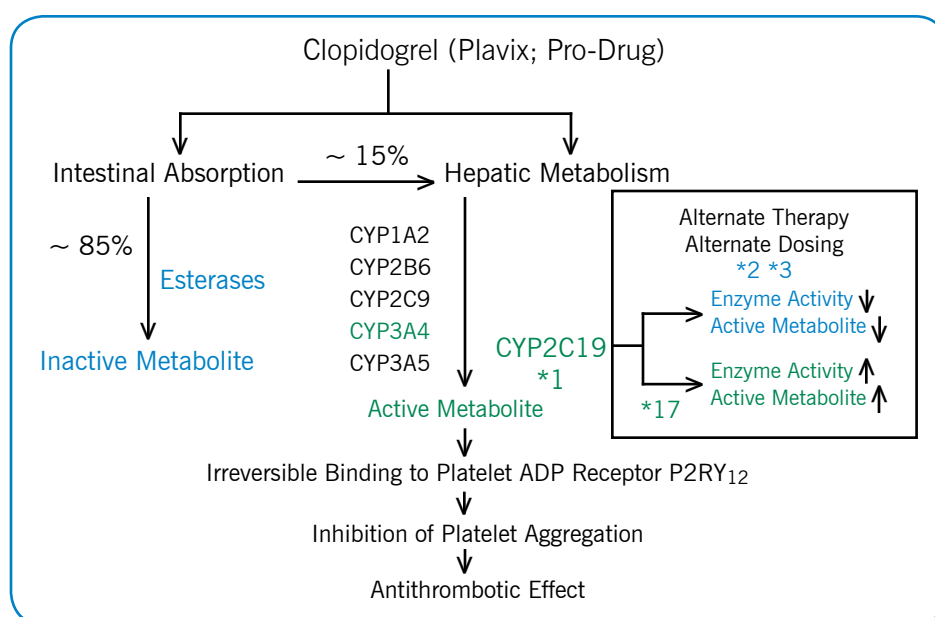 Clopidogrel (Plavix; Pro-Drug)
Intestinal Absorption
~ 15%
Hepatic Metabolism
~ 85%
Esterases
Inactive Metabolite
CYP1A2
CYP2B6
CYP2C9
CYP3A4
CYP3A5
CYP2C19
*1
Alternate Therapy
Alternate Dosing
*2 *3
Enzyme Activity
Active Metabolite
*17
Enzyme Activity
Active Metabolite
Active Metabolite
Irreversible Binding to Platelet ADP Receptor P2RY₁₂
Inhibition of Platelet Aggregation
Antithrombotic Effect